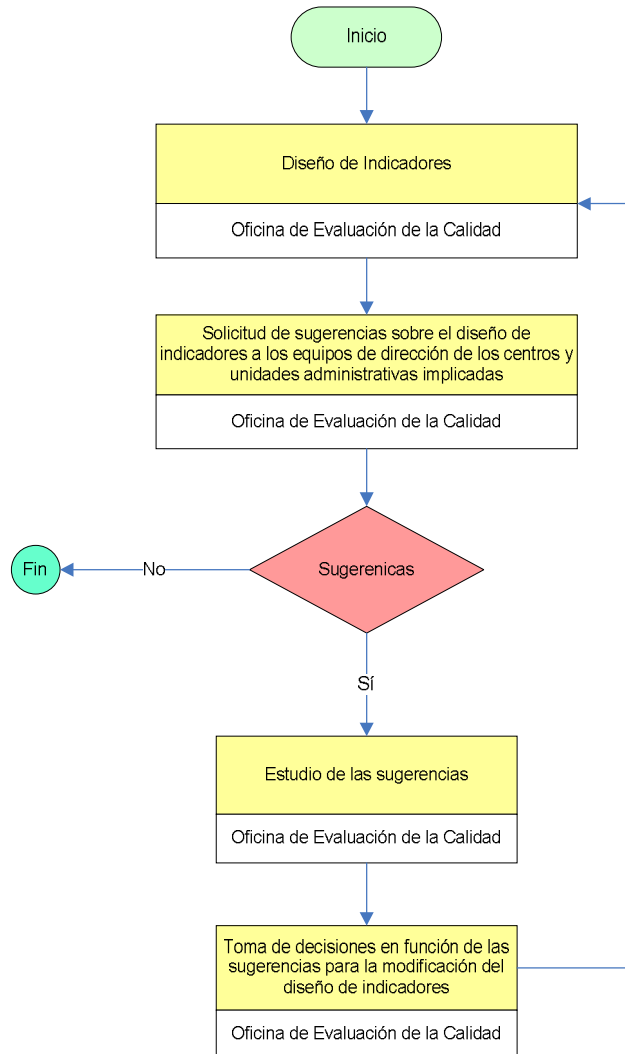 Inicio
Diseño de Indicadores
Oficina de Evaluación de la Calidad
Solicitud de sugerencias sobre el diseño de
indicadores a los equipos de dirección de los centros y
unidades administrativas implicadas
Oficina de Evaluación de la Calidad
Sugerenicas
No
Fin
Sí
Estudio de las sugerencias
Oficina de Evaluación de la Calidad
Toma de decisiones en función de las
sugerencias para la modificación del
diseño de indicadores
Oficina de Evaluación de la Calidad